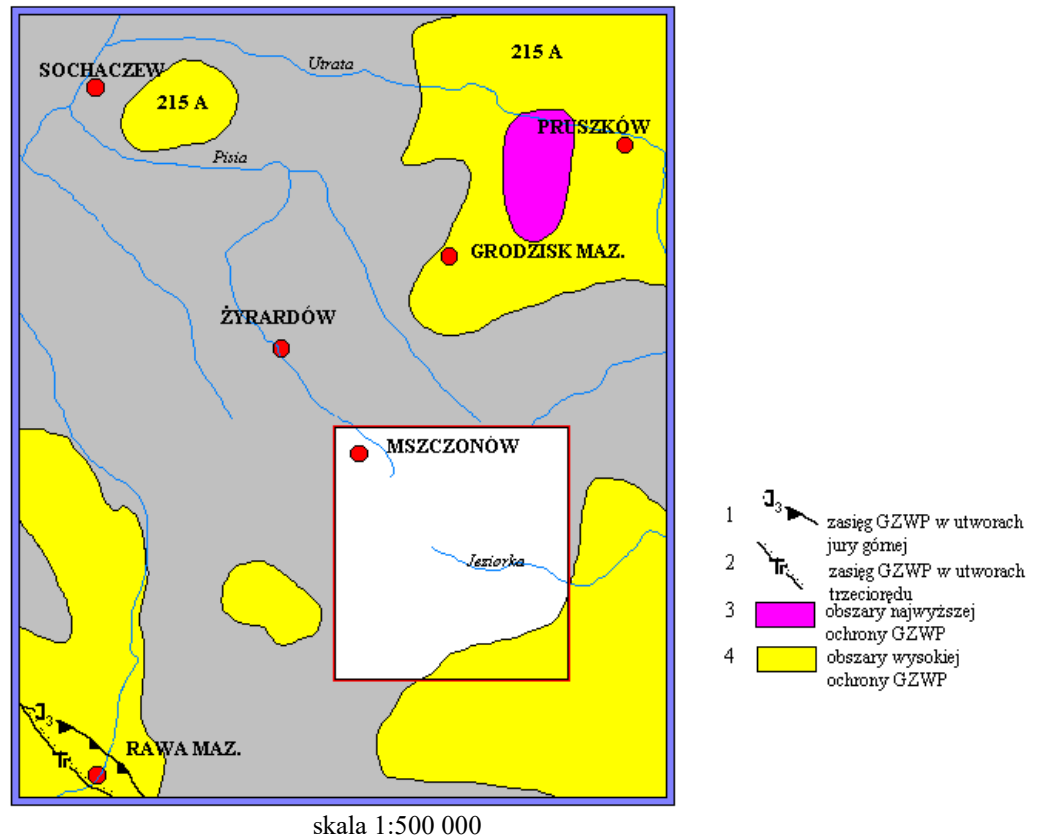 215 A
Utrata
SOCHACZEW
215 A
PRUSZKÓW
Pisia
GRODZISK MAZ.
ŻYRARDÓW
MSZCZONÓW
Jeziorka
J3
Tr
RAWA MAZ.
1 J3 zasięg GZWP w utworach
jury górnej
2 Tr zasięg GZWP w utworach
trzeciorędu
3 obszary najwyższej
ochrony GZWP
4 obszary wysokiej
ochrony GZWP
skala 1:500 000